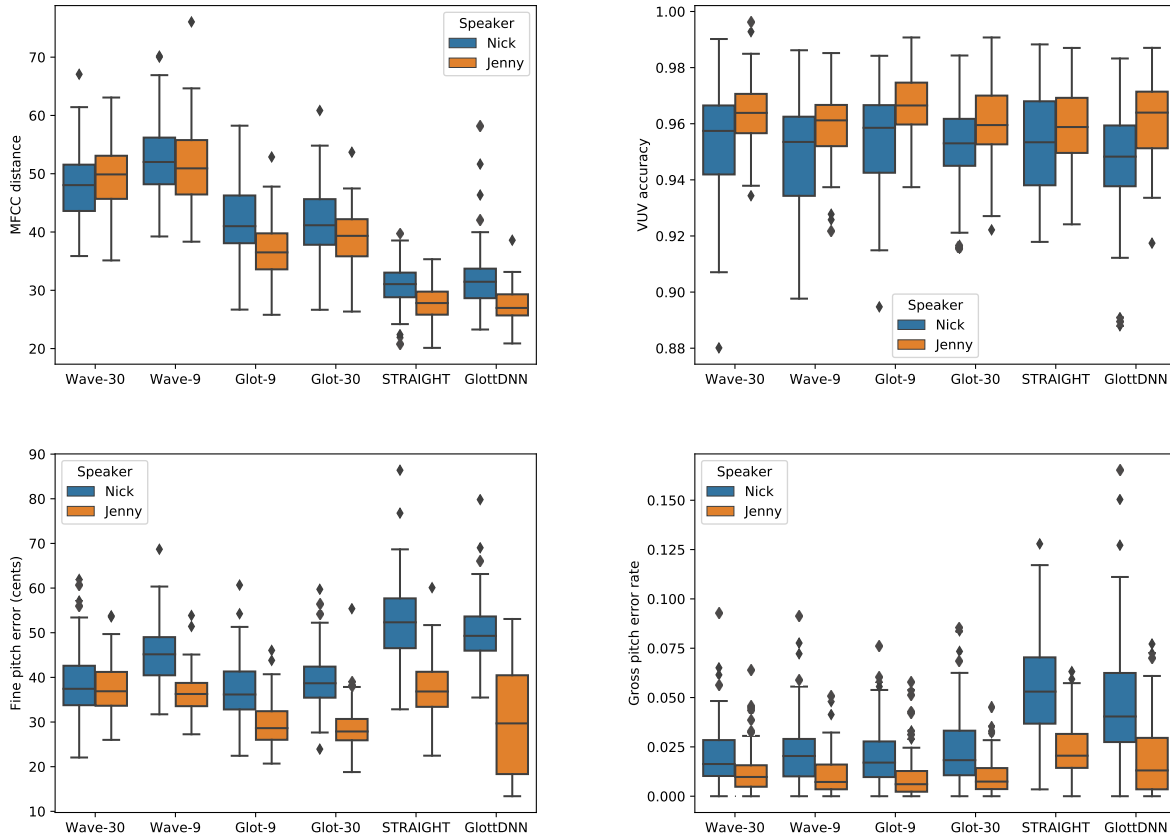 MFCC distance
70
60
50
40
30
20
Speaker
Nick
Jenny
Wave-30 Wave-9 Glot-9 Glot-30 STRAIGHT GlottDNN
VUV accuracy
1.00
0.98
0.96
0.94
0.92
0.90
0.88
Speaker
Nick
Jenny
Wave-30 Wave-9 Glot-9 Glot-30 STRAIGHT GlottDNN
Fine pitch error (cents)
90
80
70
60
50
40
30
20
10
Speaker
Nick
Jenny
Wave-30 Wave-9 Glot-9 Glot-30 STRAIGHT GlottDNN
Gross pitch error rate
0.150
0.125
0.100
0.075
0.050
0.025
0.000
Speaker
Nick
Jenny
Wave-30 Wave-9 Glot-9 Glot-30 STRAIGHT GlottDNN